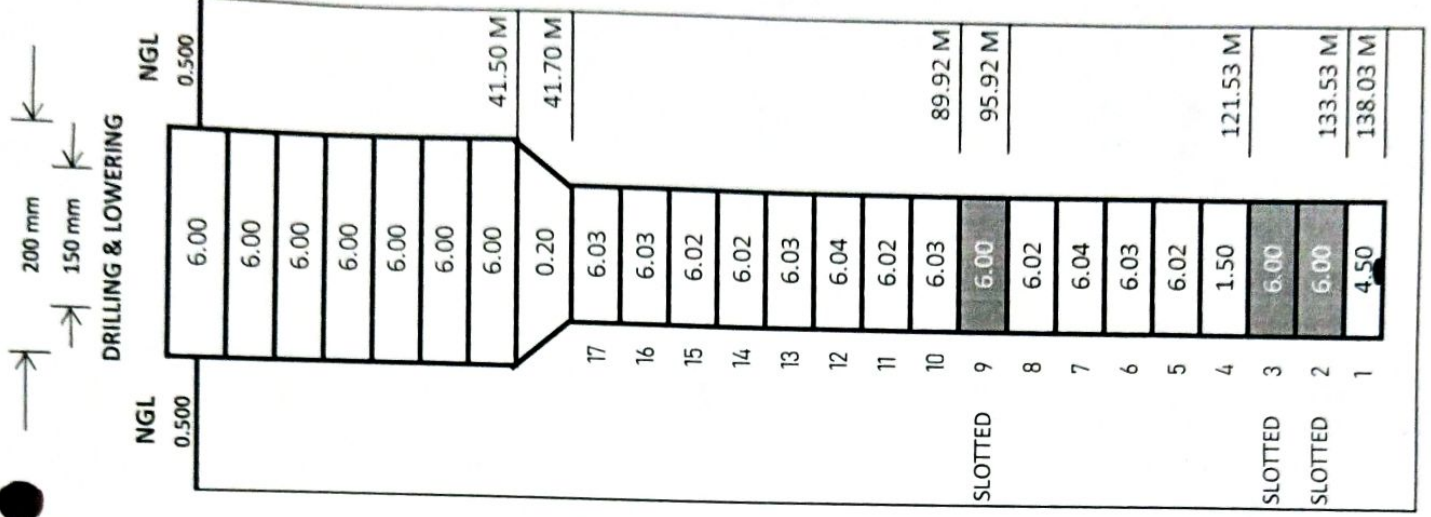 200 mm
150 mm
DRILLING & LOWERING
NGL NGL
0.500 0.500
6.00
6.00
6.00
6.00
6.00
6.00
6.00
41.50 M
0.20
41.70 M
17 6.03
16 6.03
15 6.02
14 6.02
13 6.03
12 6.04
11 6.02
10 6.03
89.92 M
SLOTTED 9 6.00
95.92 M
8 6.02
7 6.04
6 6.03
5 6.02
4 1.50
121.53 M
SLOTTED 3 6.00
SLOTTED 2 6.00
133.53 M
1 4.50
138.03 M